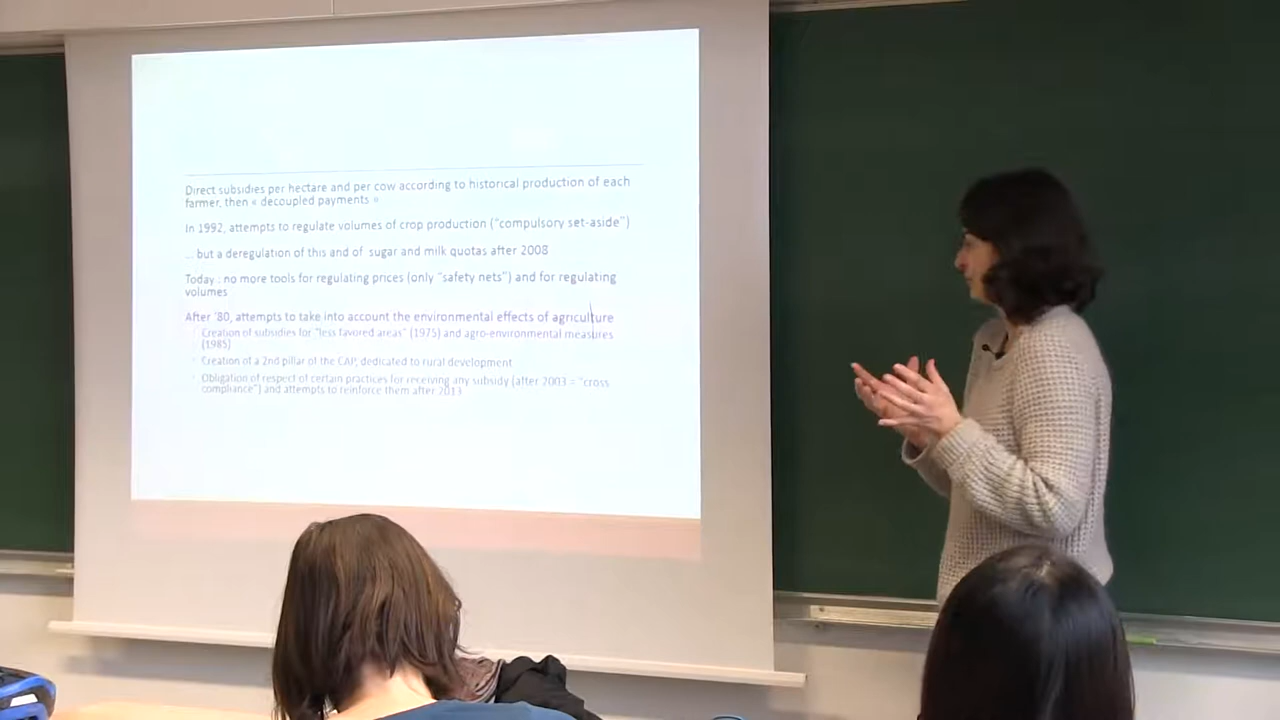 Direct subsidies per hectare and per cow according to historical production of each
farmer, then « decoupled payments »
In 1992, attempts to regulate volumes of crop production ("compulsory set-aside")
... but a deregulation of this and of sugar and milk quotas after 2008
Today : no more tools for regulating prices (only "safety nets") and for regulating
volumes
After '80, attempts to take into account the environmental effects of agriculture
Creation of subsidies for "less favored areas" (1975) and agro-environmental measures
(1985)
Creation of a 2nd pillar of the CAP, dedicated to rural development
Obligation of respect of certain practices for receiving any subsidy (after 2003 = "cross
compliance") and attempts to reinforce them after 2013